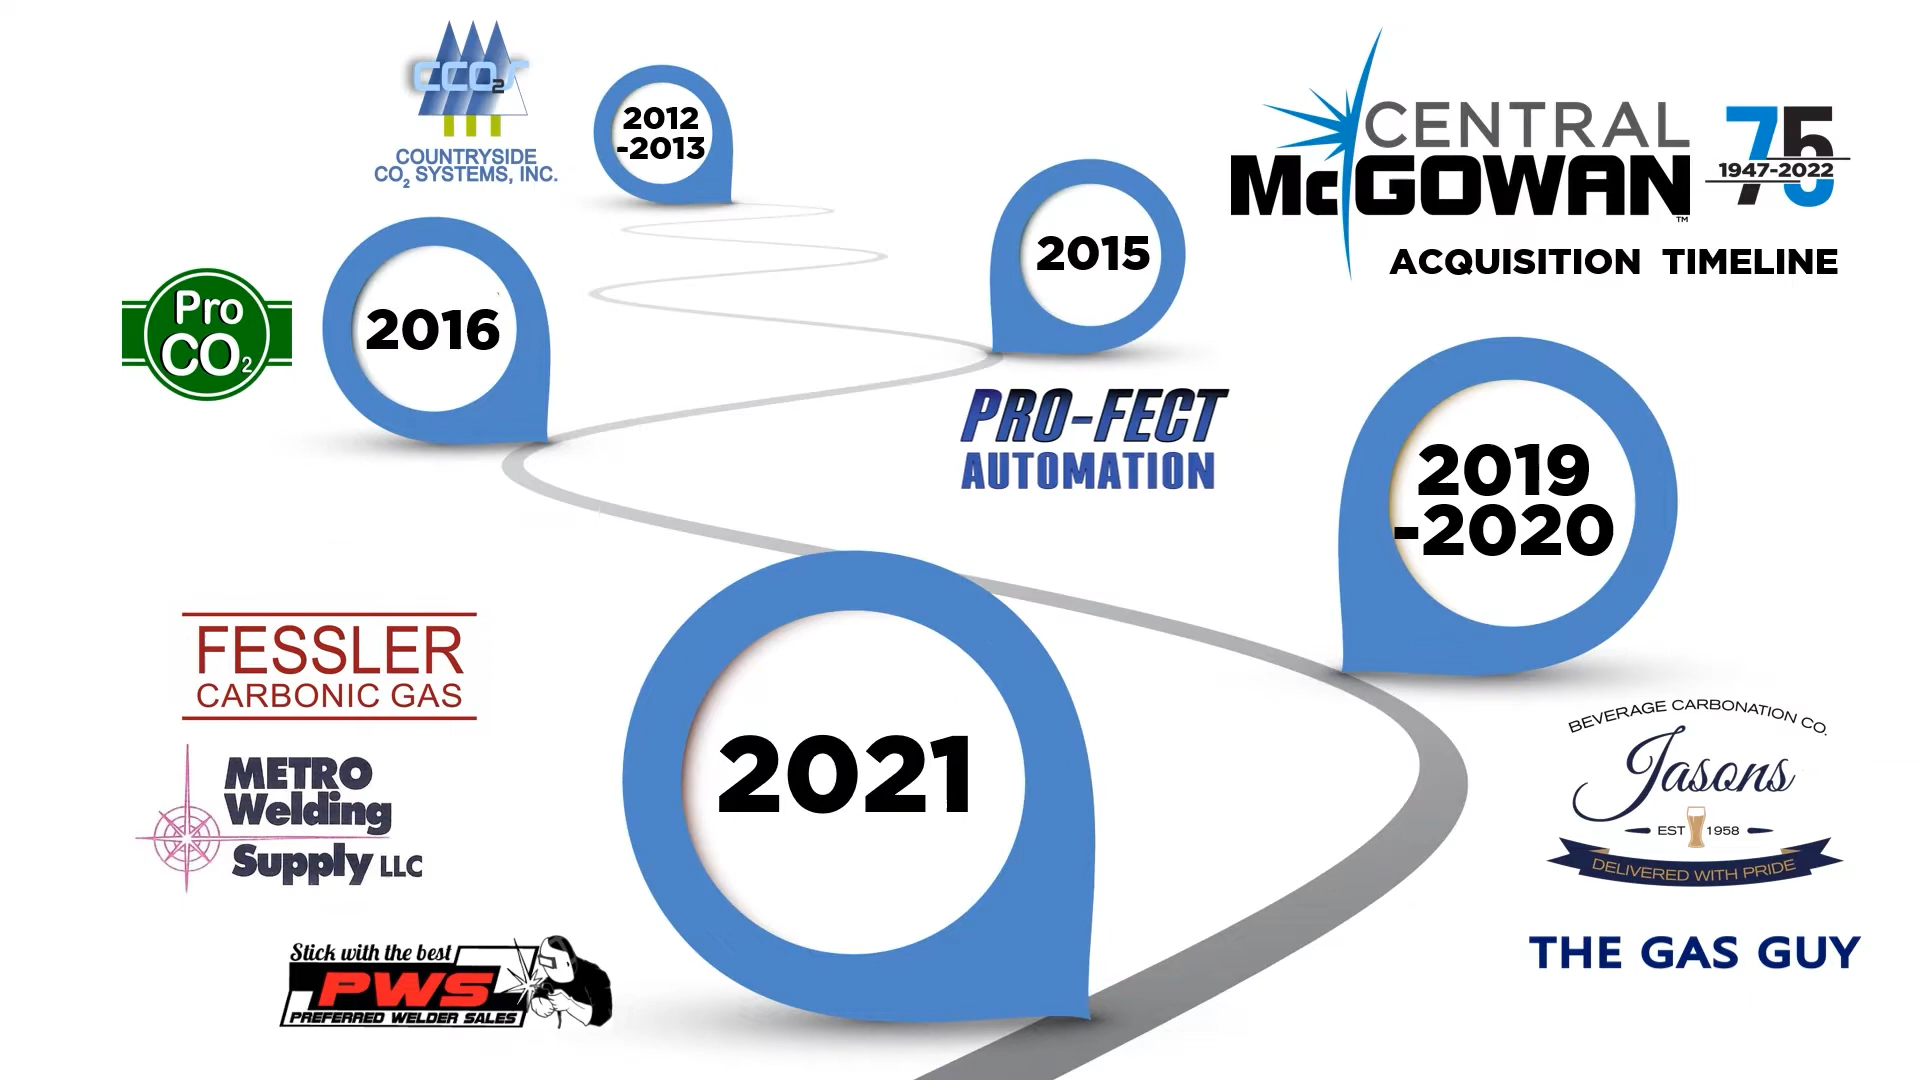 CCO2S
COUNTRYSIDE
CO2 SYSTEMS, INC.
2012
-2013
CENTRAL
McGOWAN™
75
1947-2022
ACQUISITION TIMELINE
2015
PRO-FECT
AUTOMATION
Pro
CO2
2016
2019
-2020
BEVERAGE CARBONATION CO.
Jasons
EST 1958
DELIVERED WITH PRIDE
THE GAS GUY
2021
FESSLER
CARBONIC GAS
METRO
Welding
Supply LLC
Stick with the best
PWS
PREFERRED WELDER SALES